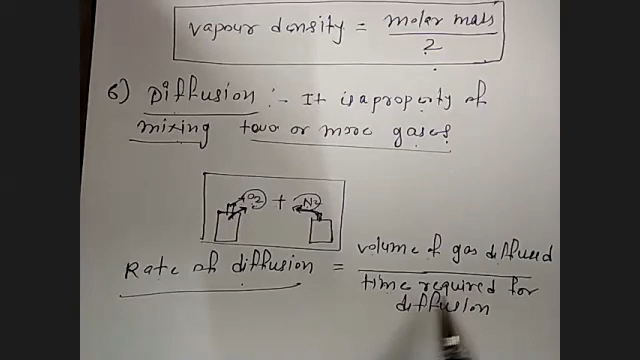 vapour density = molar mass / 2
6) Diffusion :- It is a property of
mixing two or more gases
O2 + N2
Rate of diffusion = volume of gas diffused / time required for diffusion